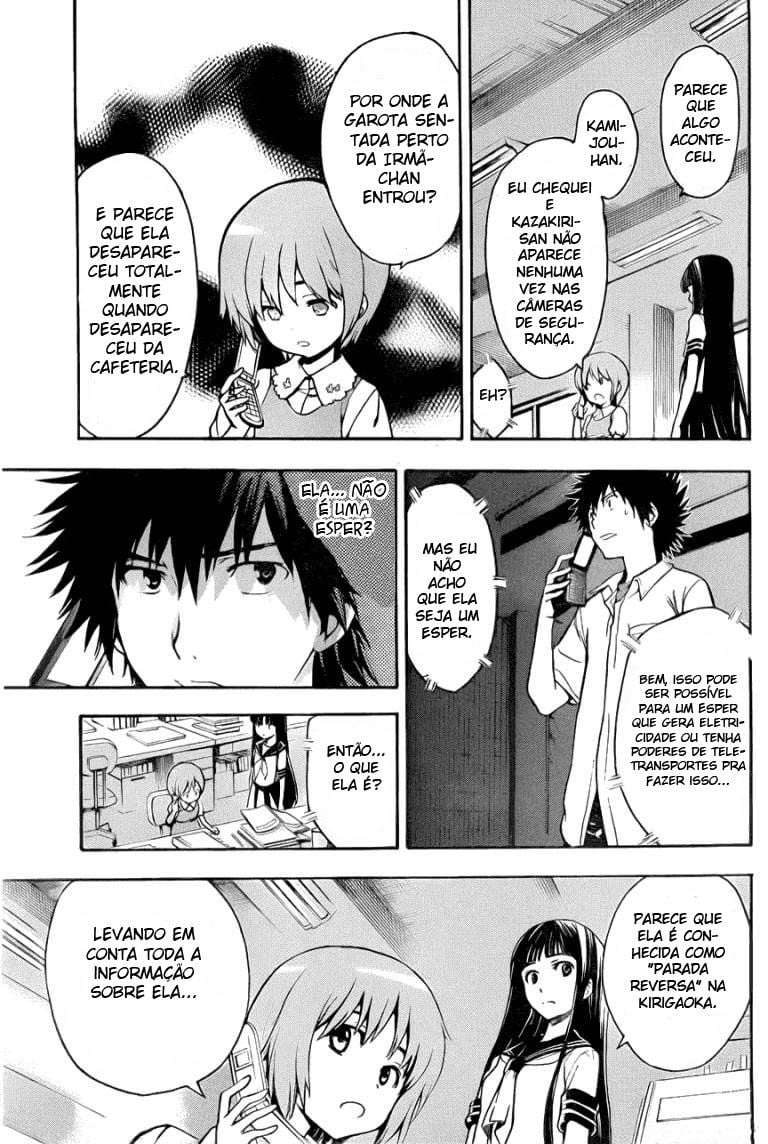 PARECE
QUE
ALGO
ACONTE-
CEU.
KAMI-
JOU-
HAN.
EU CHEQUEI
E
KAZAKIRI-
SAN NÃO
APARECE
NENHUMA
VEZ NAS
CÂMERAS
DE SEGU-
RANÇA.
EH?
POR ONDE A
GAROTA SEN-
TADA PERTO
DA IRMÃ-
CHAN
ENTROU?
E PARECE
QUE ELA
DESAPARE-
CEU TOTAL-
MENTE
QUANDO
DESAPARE-
CEU DA
CAFETERIA.
BEM, ISSO PODE
SER POSSÍVEL
PARA UM ESPER
QUE GERA ELETRI-
CIDADE OU TENHA
PODERES DE TELE-
TRANSPORTES PRA
FAZER ISSO...
MAS EU
NÃO
ACHO
QUE ELA
SEJA UM
ESPER.
ELA... NÃO
É UMA
ESPER?
ENTÃO...
O QUE
ELA É?
PARECE QUE
ELA É CON-
HECIDA COMO
"PARADA
REVERSA" NA
KIRIGAOKA.
LEVANDO EM
CONTA TODA A
INFORMAÇÃO
SOBRE ELA...